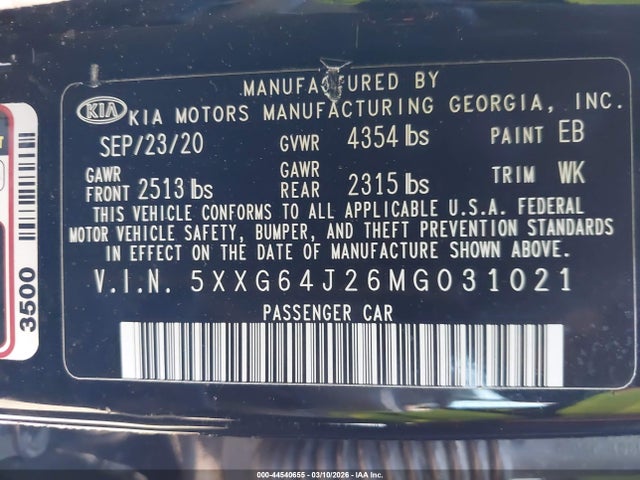 MANUFACTURED BY
KIA KIA MOTORS MANUFACTURING GEORGIA, INC.
SEP/23/20 GVWR 4354 lbs PAINT EB
GAWR FRONT 2513 lbs GAWR REAR 2315 lbs TRIM WK
THIS VEHICLE CONFORMS TO ALL APPLICABLE U.S.A. FEDERAL
MOTOR VEHICLE SAFETY, BUMPER, AND THEFT PREVENTION STANDARDS
IN EFFECT ON THE DATE OF MANUFACTURE SHOWN ABOVE.
V.I.N. 5XXG64J26MG031021
PASSENGER CAR
3500
000-44540655 - 03/10/2026 - IAA Inc.